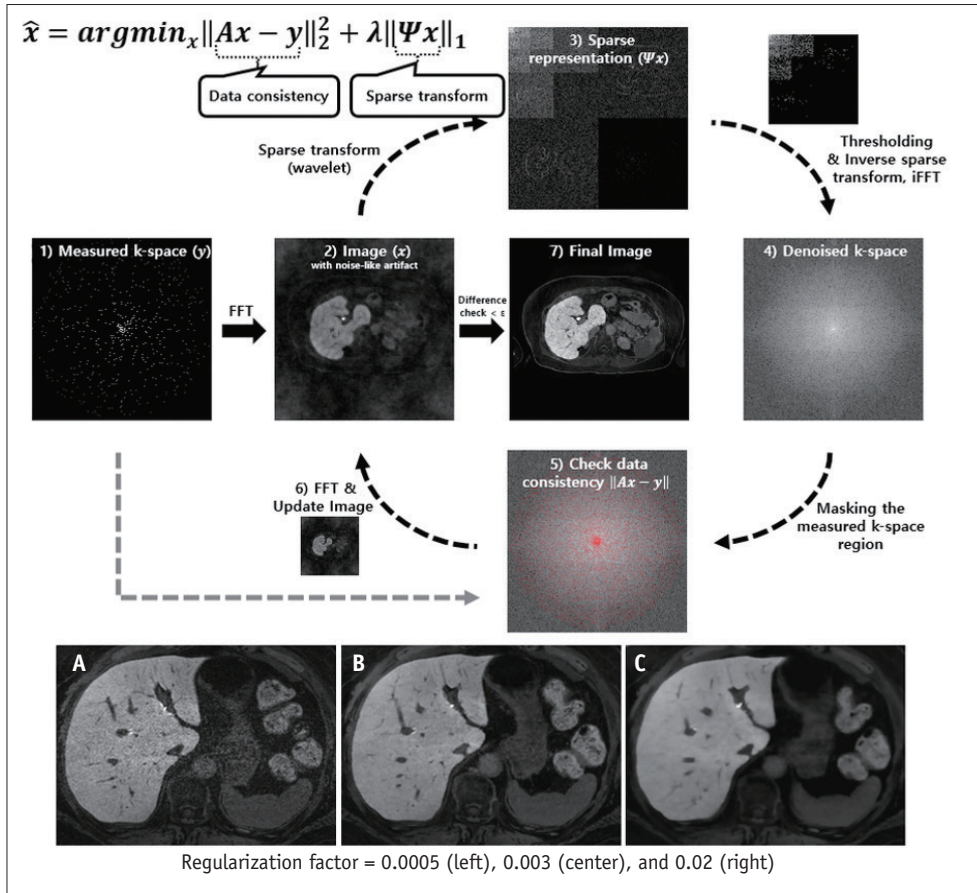 x̂ = argmin_x‖Ax − y‖₂² + λ‖Ψx‖₁
Data consistency
Sparse transform
3) Sparse
representation (Ψx)
Sparse transform
(wavelet)
Thresholding
& Inverse sparse
transform, iFFT
1) Measured k-space (y)
2) Image (x)
with noise-like artifact
7) Final Image
4) Denoised k-space
FFT
Difference
check < ε
5) Check data
consistency ‖Ax − y‖
6) FFT &
Update Image
Masking the
measured k-space
region
A
B
C
Regularization factor = 0.0005 (left), 0.003 (center), and 0.02 (right)